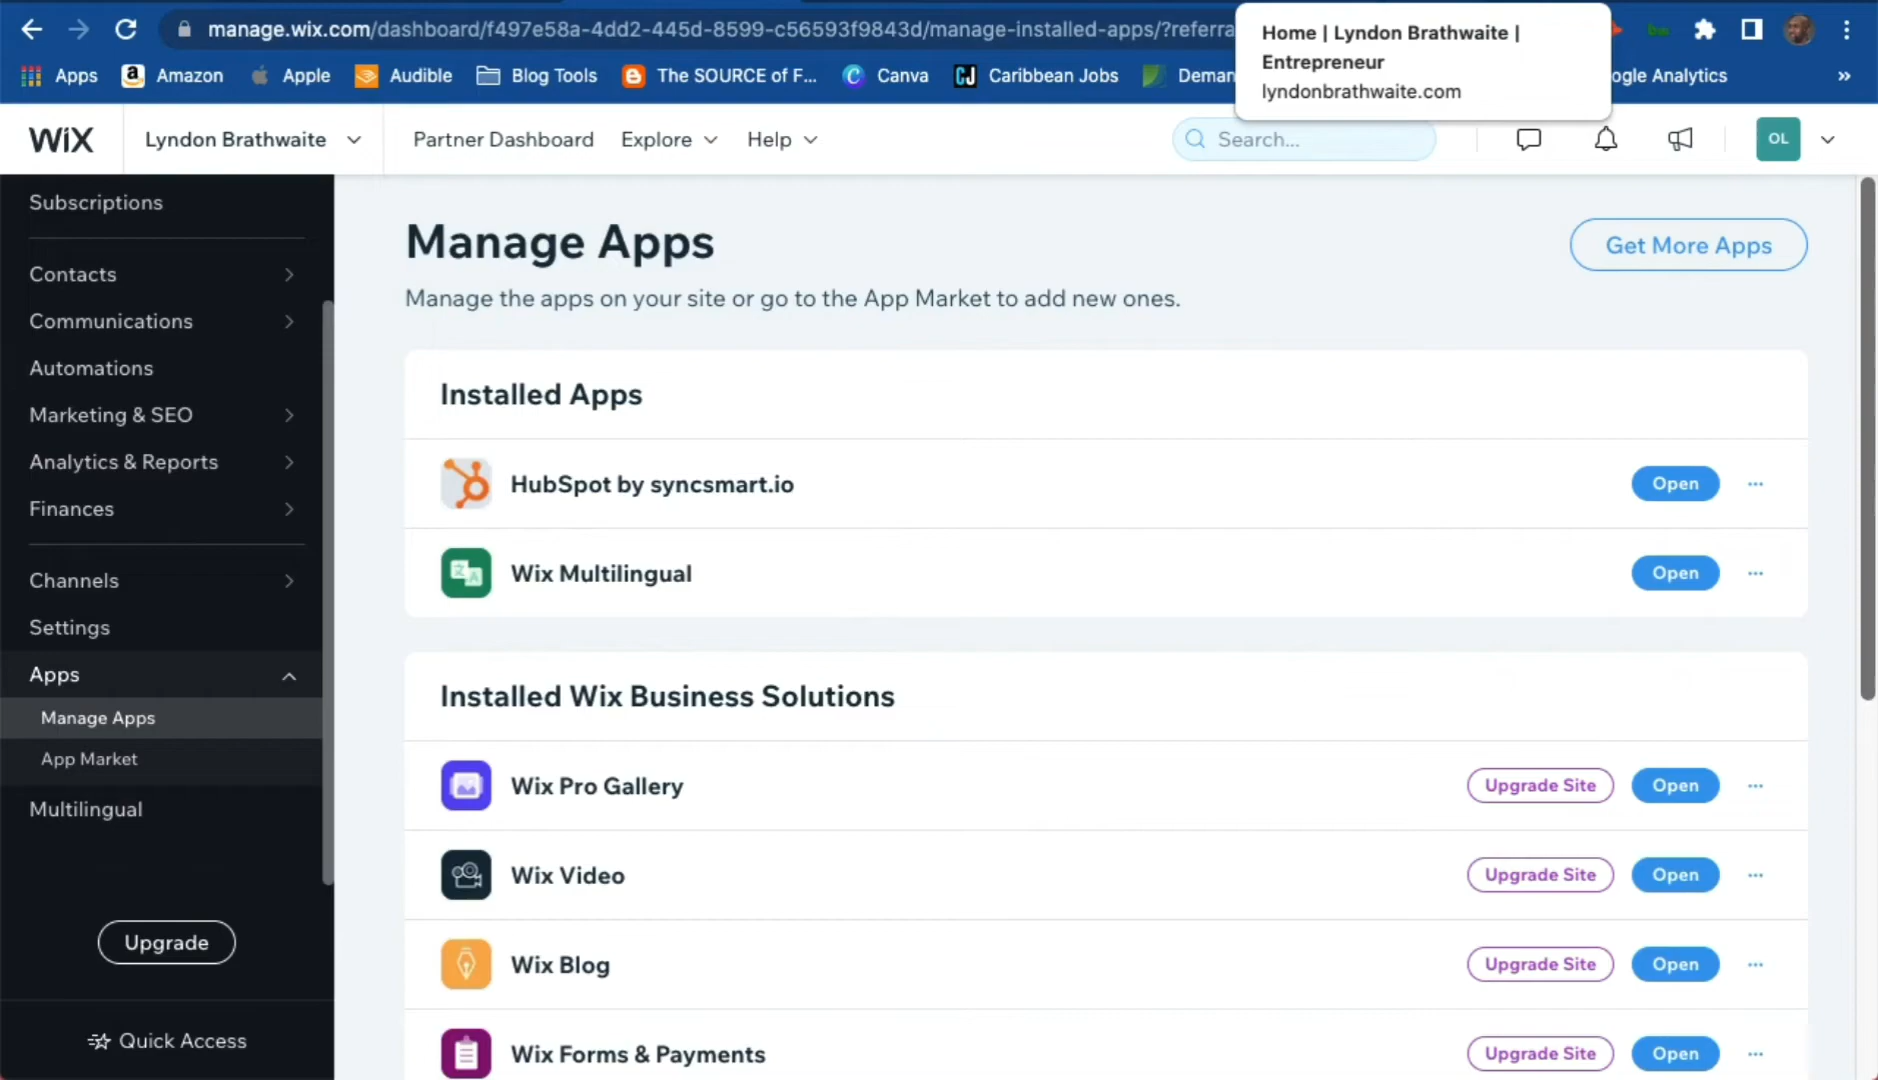 manage.wix.com/dashboard/f497e58a-4dd2-445d-8599-c56593f9843d/manage-installed-apps/?referra
Home | Lyndon Brathwaite |
Entrepreneur
lyndonbrathwaite.com
Apps
Amazon
Apple
Audible
Blog Tools
The SOURCE of F...
Canva
CJ
Caribbean Jobs
Deman
ogle Analytics
»
WiX
Lyndon Brathwaite
Partner Dashboard
Explore
Help
Search...
OL
Subscriptions
Contacts
Communications
Automations
Marketing & SEO
Analytics & Reports
Finances
Channels
Settings
Apps
Manage Apps
App Market
Multilingual
Upgrade
Quick Access
Manage Apps
Get More Apps
Manage the apps on your site or go to the App Market to add new ones.
Installed Apps
HubSpot by syncsmart.io
Open
Wix Multilingual
Open
Installed Wix Business Solutions
Wix Pro Gallery
Upgrade Site
Open
Wix Video
Upgrade Site
Open
Wix Blog
Upgrade Site
Open
Wix Forms & Payments
Upgrade Site
Open